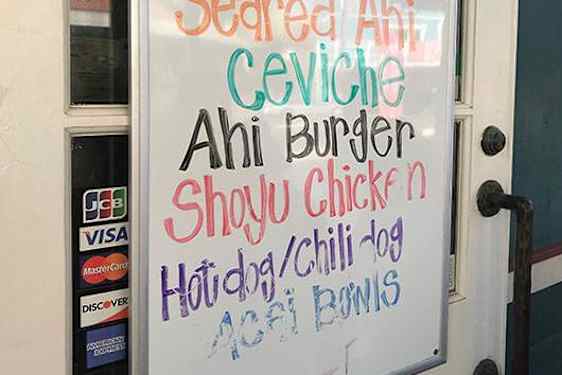 Seared Ahi
Ceviche
Ahi Burger
Shoyu Chicken
Hotdog/Chili dog
Acai Bowls
JCB
VISA
MasterCard
DISCOVER
AMERICAN EXPRESS